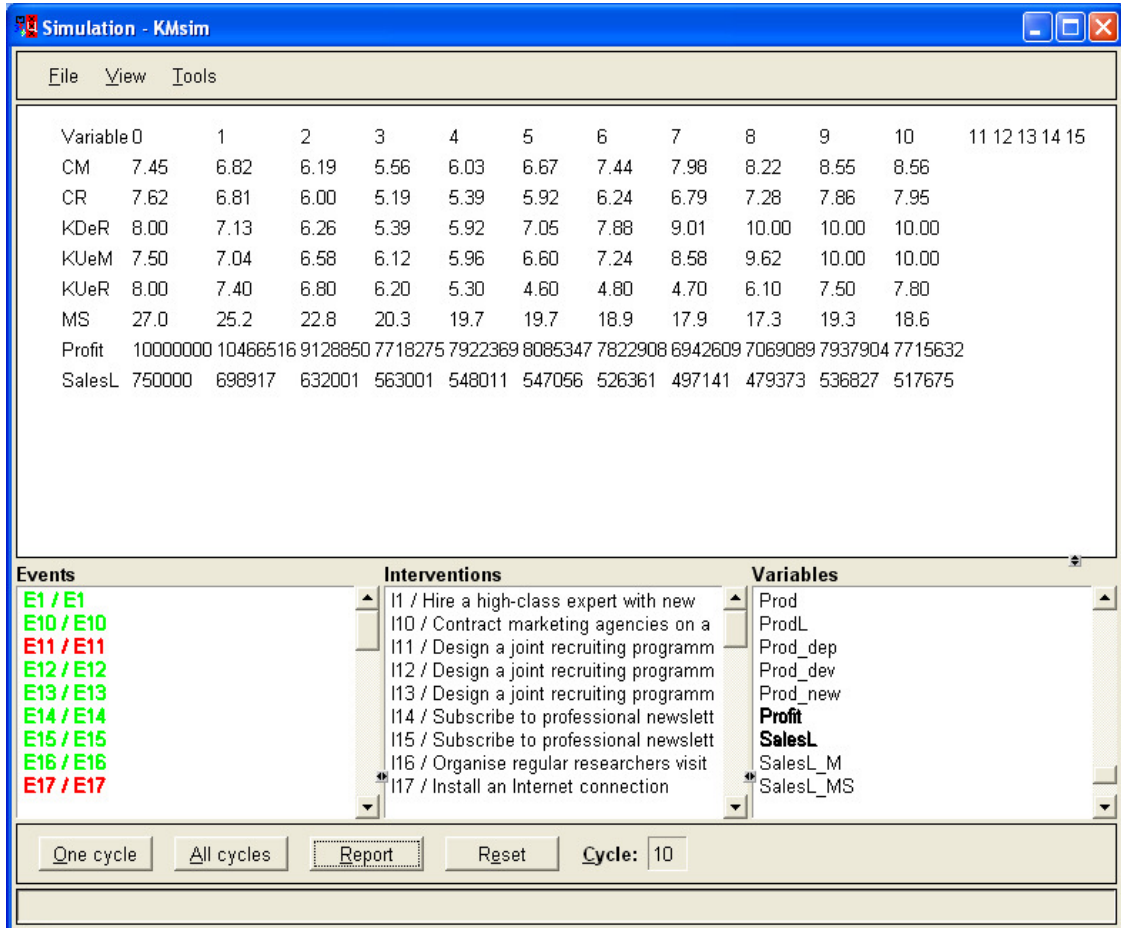 Simulation - KMsim
File View Tools
Variable 0 1 2 3 4 5 6 7 8 9 10 11 12 13 14 15
CM 7.45 6.82 6.19 5.56 6.03 6.67 7.44 7.98 8.22 8.55 8.56
CR 7.62 6.81 6.00 5.19 5.39 5.92 6.24 6.79 7.28 7.86 7.95
KDeR 8.00 7.13 6.26 5.39 5.92 7.05 7.88 9.01 10.00 10.00 10.00
KUeM 7.50 7.04 6.58 6.12 5.96 6.60 7.24 8.58 9.62 10.00 10.00
KUeR 8.00 7.40 6.80 6.20 5.30 4.60 4.80 4.70 6.10 7.50 7.80
MS 27.0 25.2 22.8 20.3 19.7 19.7 18.9 17.9 17.3 19.3 18.6
Profit 10000000 10466516 9128850 7718275 7922369 8085347 7822908 6942609 7069089 7937904 7715632
SalesL 750000 698917 632001 563001 548011 547056 526361 497141 479373 536827 517675
Events
E1 / E1
E10 / E10
E11 / E11
E12 / E12
E13 / E13
E14 / E14
E15 / E15
E16 / E16
E17 / E17
Interventions
I1 / Hire a high-class expert with new
I10 / Contract marketing agencies on a
I11 / Design a joint recruiting programm
I12 / Design a joint recruiting programm
I13 / Design a joint recruiting programm
I14 / Subscribe to professional newslett
I15 / Subscribe to professional newslett
I16 / Organise regular researchers visit
I17 / Install an Internet connection
Variables
Prod
ProdL
Prod_dep
Prod_dev
Prod_new
Profit
SalesL
SalesL_M
SalesL_MS
One cycle All cycles Report Reset Cycle: 10